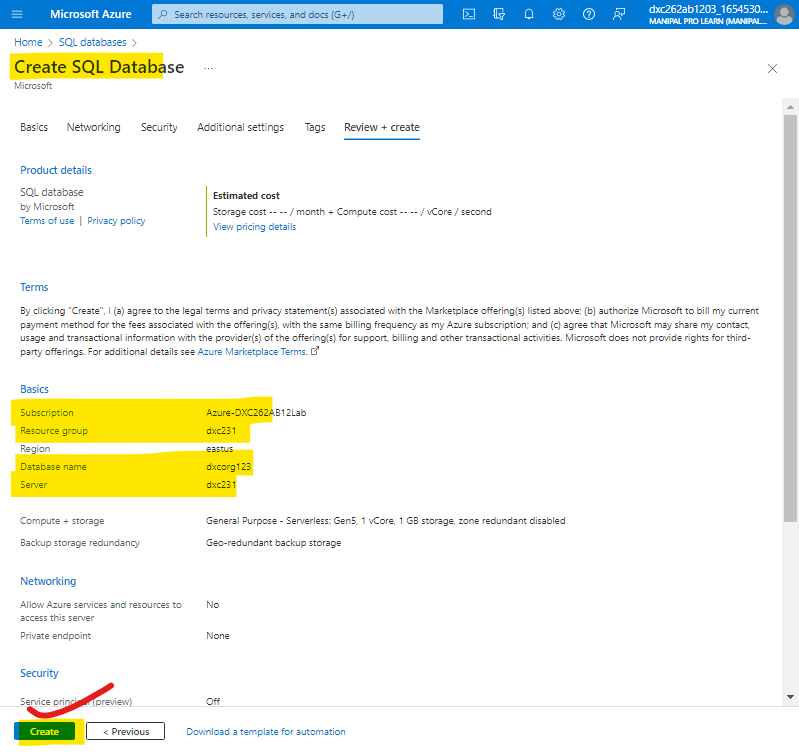 Microsoft Azure
Search resources, services, and docs (G+/)
dxc262ab1203_1654530...
MANIPAL PRO LEARN (MANIPAL...
Home > SQL databases >
Create SQL Database ...
Microsoft
Basics Networking Security Additional settings Tags Review + create
Product details
SQL database
by Microsoft
Terms of use | Privacy policy
Estimated cost
Storage cost -- -- / month + Compute cost -- -- / vCore / second
View pricing details
Terms
By clicking "Create", I (a) agree to the legal terms and privacy statement(s) associated with the Marketplace offering(s) listed above; (b) authorize Microsoft to bill my current
payment method for the fees associated with the offering(s), with the same billing frequency as my Azure subscription; and (c) agree that Microsoft may share my contact,
usage and transactional information with the provider(s) of the offering(s) for support, billing and other transactional activities. Microsoft does not provide rights for third-
party offerings. For additional details see Azure Marketplace Terms.
Basics
Subscription Azure-DXC262AB12Lab
Resource group dxc231
Region eastus
Database name dxcorg123
Server dxc231
Compute + storage General Purpose - Serverless: Gen5, 1 vCore, 1 GB storage, zone redundant disabled
Backup storage redundancy Geo-redundant backup storage
Networking
Allow Azure services and resources to No
access this server
Private endpoint None
Security
Service principal (preview) Off
Create < Previous Download a template for automation